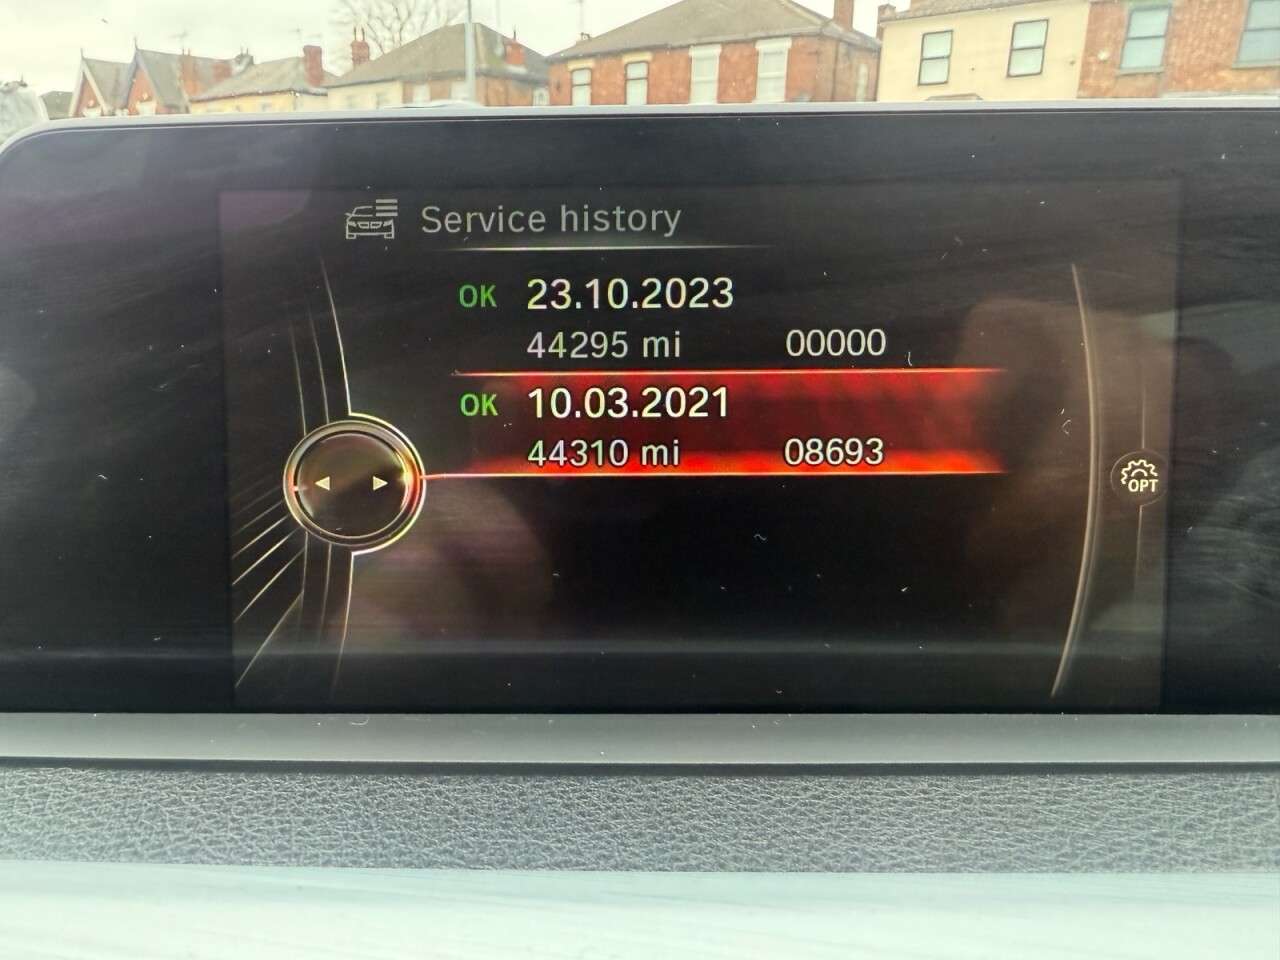 Service history
OK 23.10.2023
44295 mi 00000
OK 10.03.2021
44310 mi 08693
OPT